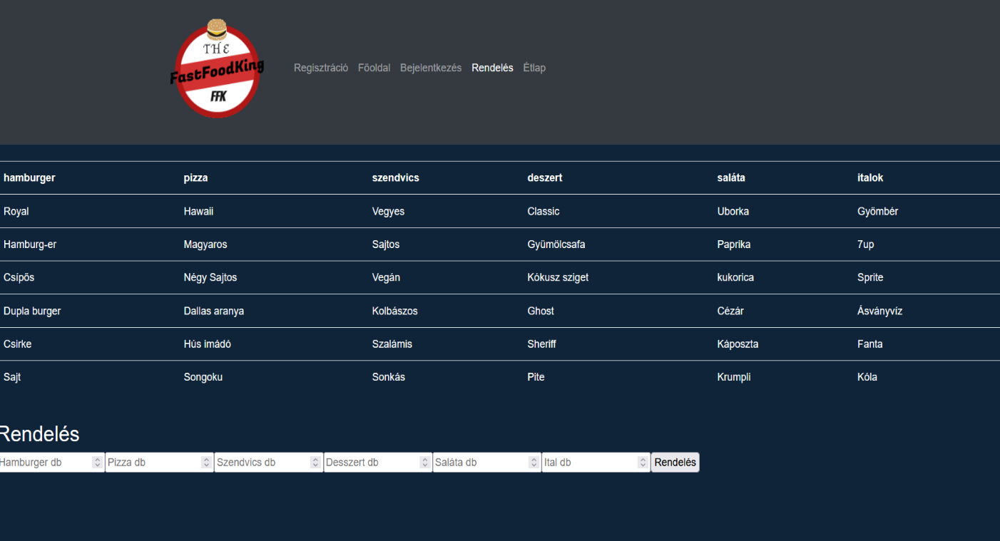 THE
FastFoodKing
FFK
Regisztráció Főoldal Bejelentkezés Rendelés Étlap
hamburger pizza szendvics deszert saláta italok
Royal Hawaii Vegyes Classic Uborka Gyömbér
Hamburg-er Magyaros Sajtos Gyümölcsafa Paprika 7up
Csípős Négy Sajtos Vegán Kókusz sziget kukorica Sprite
Dupla burger Dallas aranya Kolbászos Ghost Cézár Ásványvíz
Csirke Hús imádó Szalámis Sheriff Káposzta Fanta
Sajt Songoku Sonkás Pite Krumpli Kóla
Rendelés
Hamburger db Pizza db Szendvics db Desszert db Saláta db Ital db Rendelés